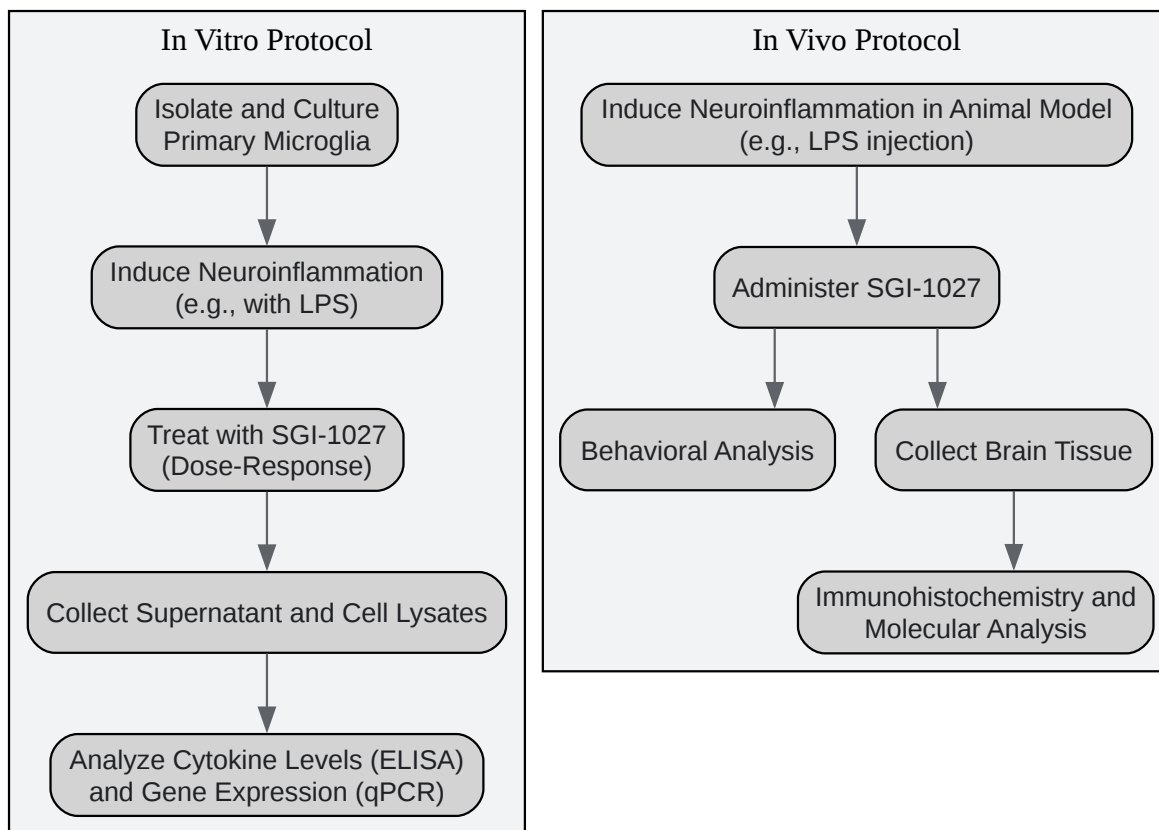 In Vitro Protocol
Isolate and Culture
Primary Microglia
Induce Neuroinflammation
(e.g., with LPS)
Treat with SGI-1027
(Dose-Response)
Collect Supernatant and Cell Lysates
Analyze Cytokine Levels (ELISA)
and Gene Expression (qPCR)
In Vivo Protocol
Induce Neuroinflammation in Animal Model
(e.g., LPS injection)
Administer SGI-1027
Behavioral Analysis
Collect Brain Tissue
Immunohistochemistry and
Molecular Analysis